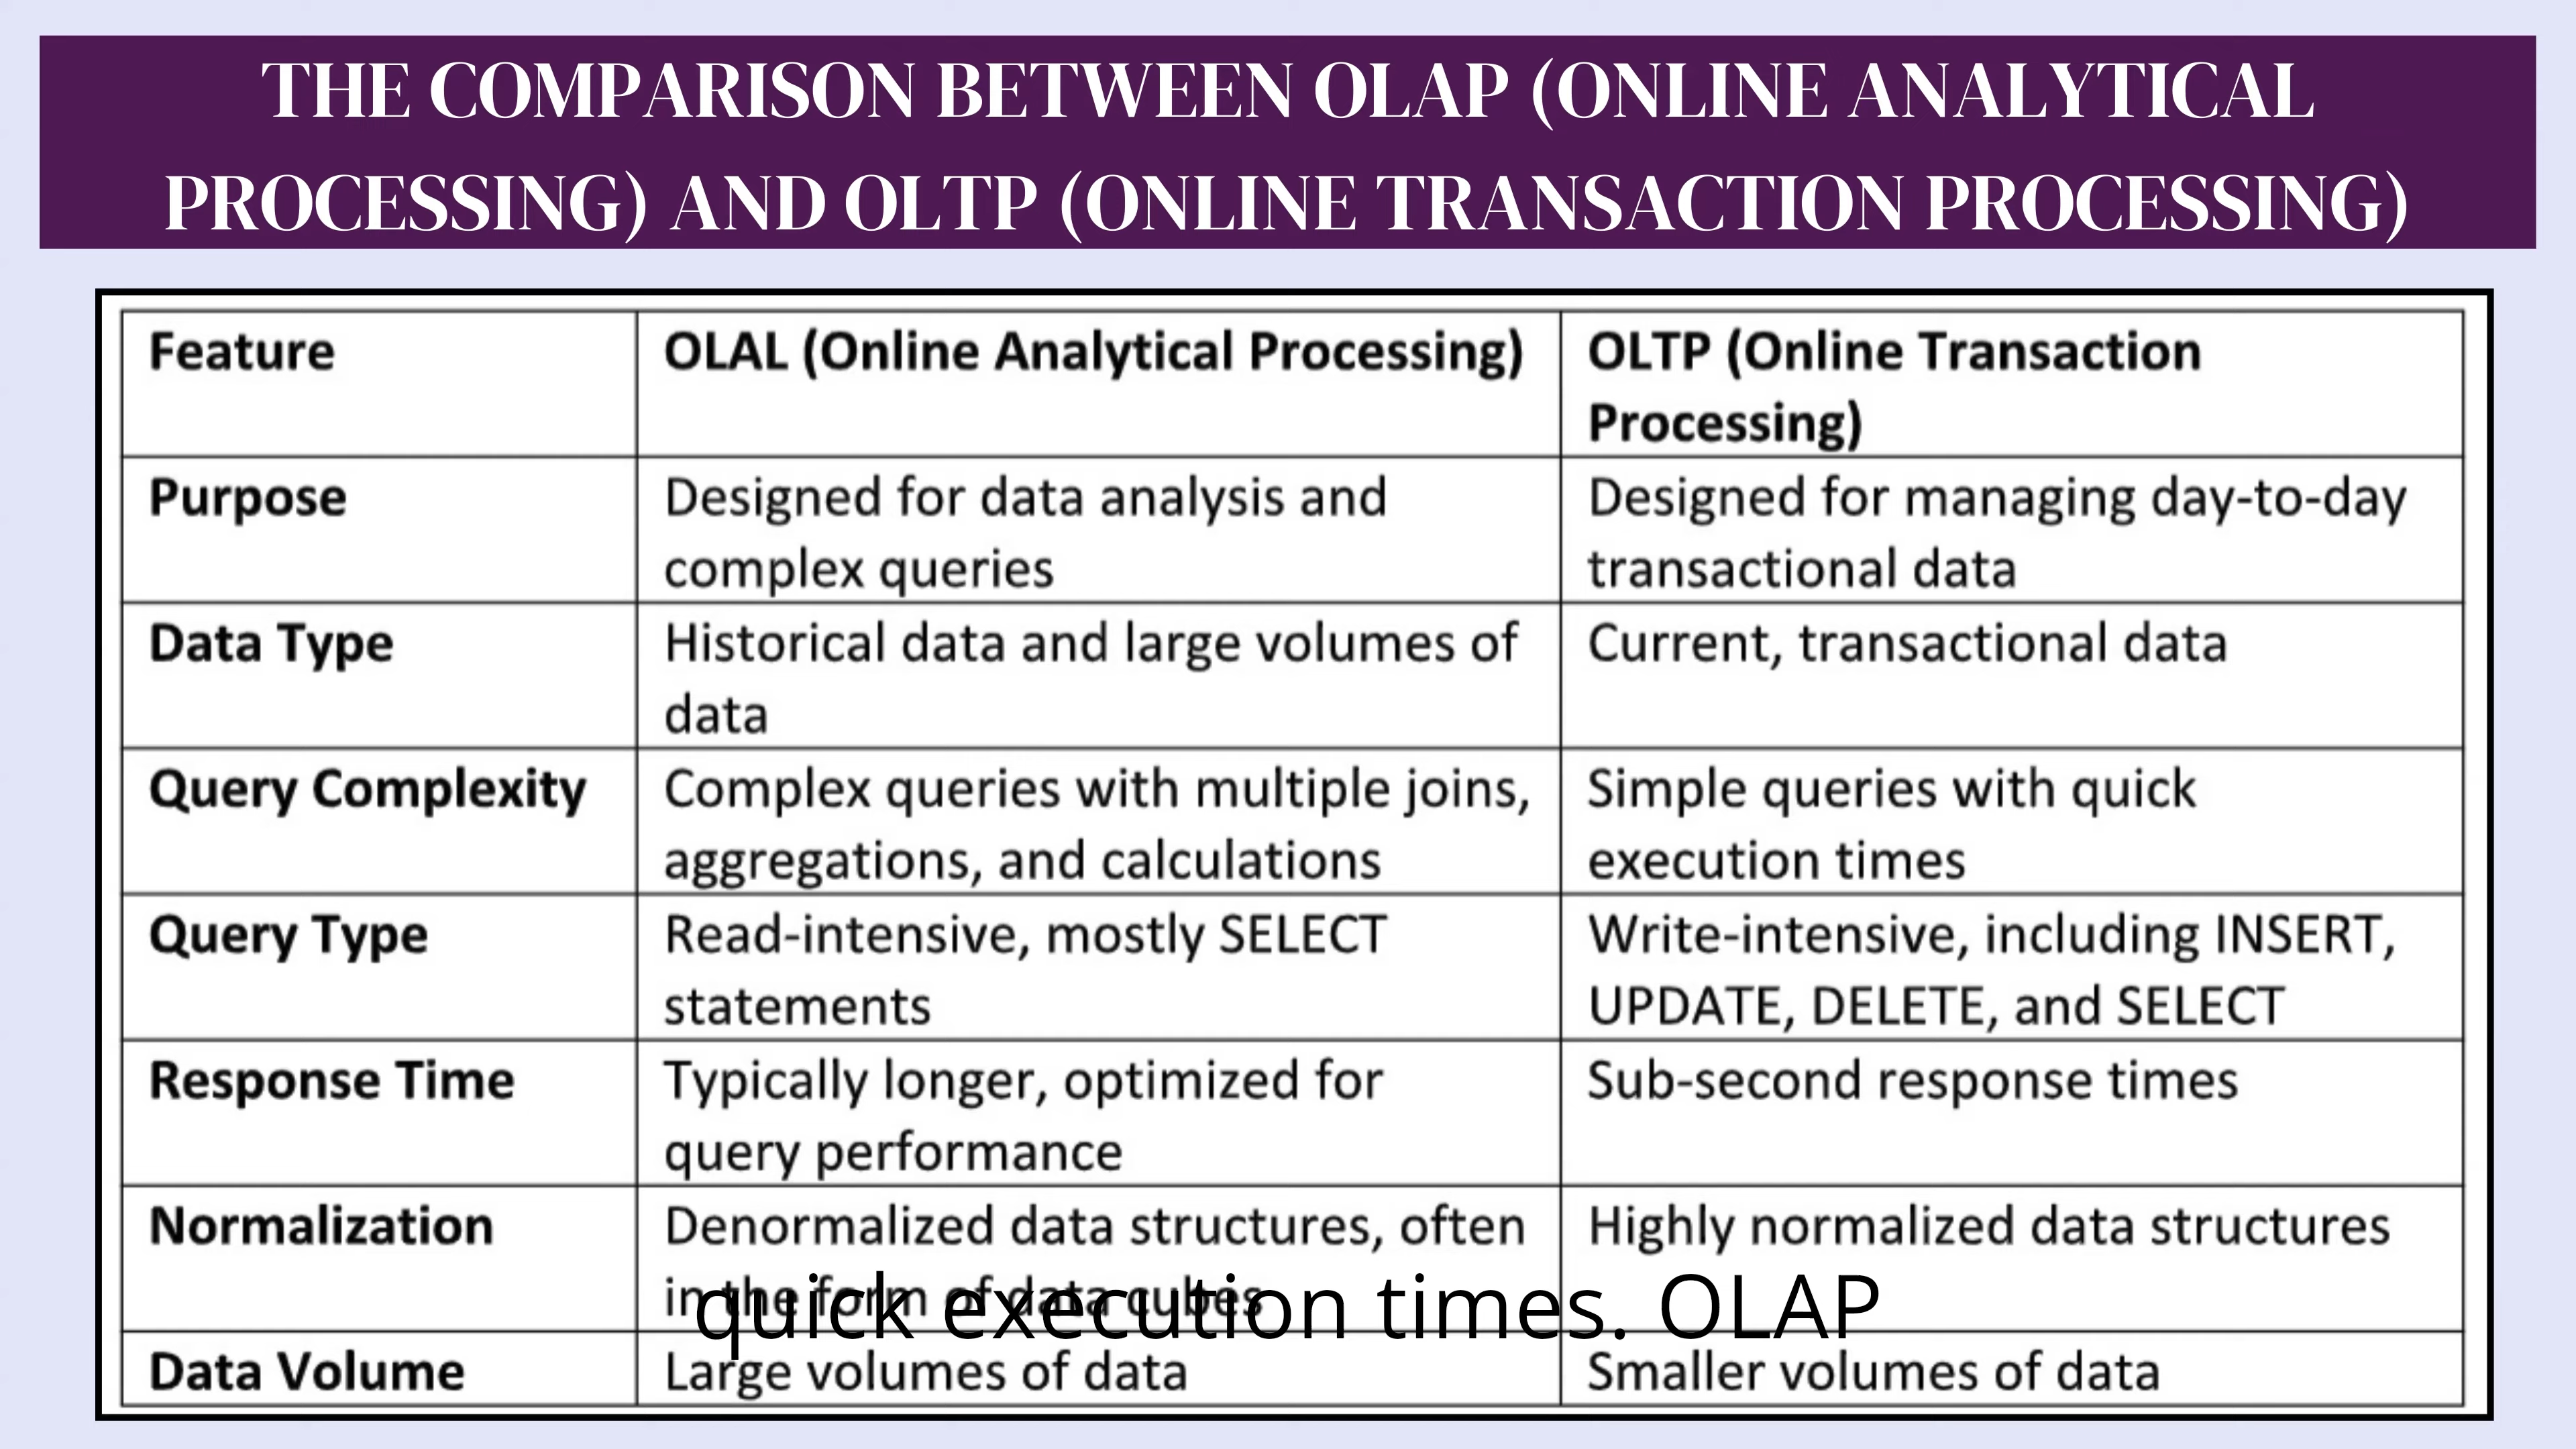 THE COMPARISON BETWEEN OLAP (ONLINE ANALYTICAL
PROCESSING) AND OLTP (ONLINE TRANSACTION PROCESSING)
Feature
OLAL (Online Analytical Processing)
OLTP (Online Transaction
Processing)
Purpose
Designed for data analysis and
complex queries
Designed for managing day-to-day
transactional data
Data Type
Historical data and large volumes of
data
Current, transactional data
Query Complexity
Complex queries with multiple joins,
aggregations, and calculations
Simple queries with quick
execution times
Query Type
Read-intensive, mostly SELECT
statements
Write-intensive, including INSERT,
UPDATE, DELETE, and SELECT
Response Time
Typically longer, optimized for
query performance
Sub-second response times
Normalization
Denormalized data structures, often
in the form of data cubes
Highly normalized data structures
quick execution times. OLAP
Data Volume
Large volumes of data
Smaller volumes of data